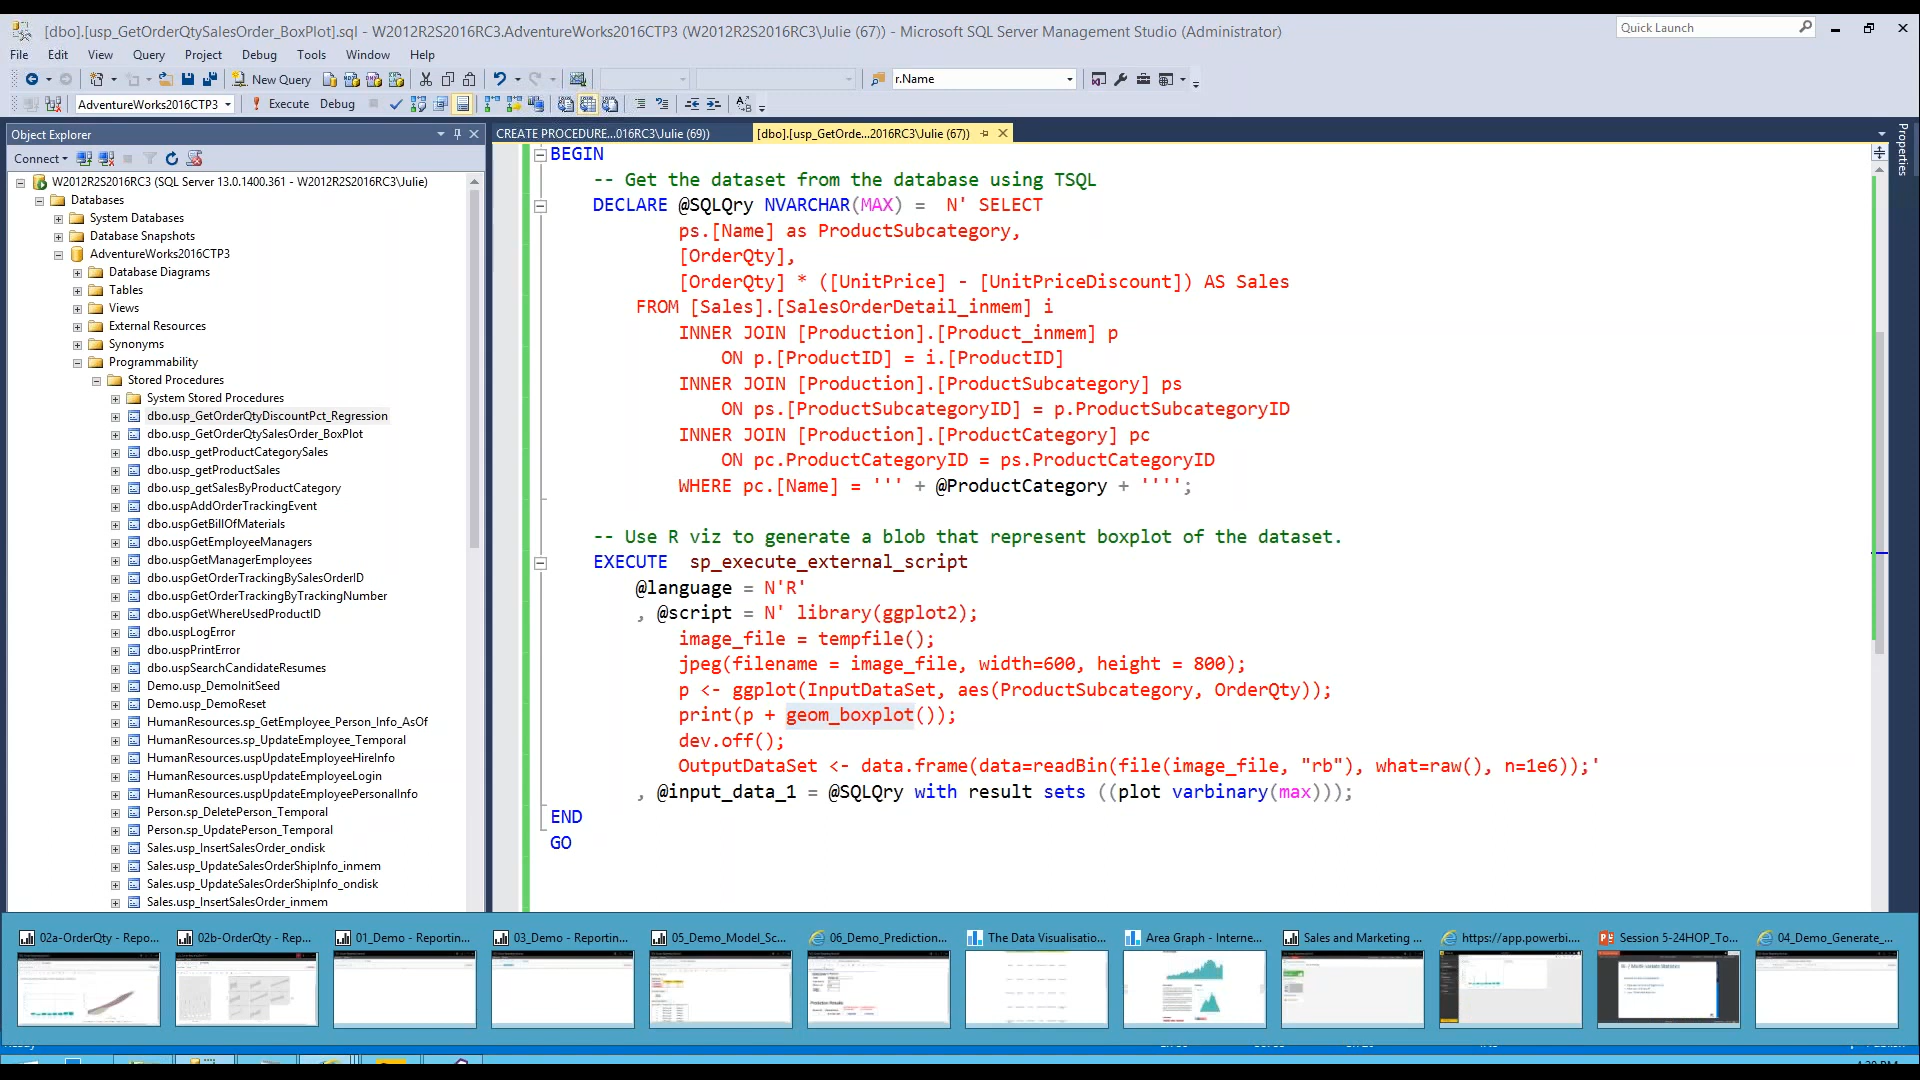 [dbo].[usp_GetOrderQtySalesOrder_BoxPlot].sql - W2012R2S2016RC3.AdventureWorks2016CTP3 (W2012R2S2016RC3\Julie (67)) - Microsoft SQL Server Management Studio (Administrator)
Quick Launch
File Edit View Query Project Debug Tools Window Help
New Query
r.Name
AdventureWorks2016CTP3
Execute Debug
Object Explorer
Connect
W2012R2S2016RC3 (SQL Server 13.0.1400.361 - W2012R2S2016RC3\Julie)
Databases
System Databases
Database Snapshots
AdventureWorks2016CTP3
Database Diagrams
Tables
Views
External Resources
Synonyms
Programmability
Stored Procedures
System Stored Procedures
dbo.usp_GetOrderQtyDiscountPct_Regression
dbo.usp_GetOrderQtySalesOrder_BoxPlot
dbo.usp_getProductCategorySales
dbo.usp_getProductSales
dbo.usp_getSalesByProductCategory
dbo.uspAddOrderTrackingEvent
dbo.uspGetBillOfMaterials
dbo.uspGetEmployeeManagers
dbo.uspGetManagerEmployees
dbo.uspGetOrderTrackingBySalesOrderID
dbo.uspGetOrderTrackingByTrackingNumber
dbo.uspGetWhereUsedProductID
dbo.uspLogError
dbo.uspPrintError
dbo.uspSearchCandidateResumes
Demo.usp_DemoInitSeed
Demo.usp_DemoReset
HumanResources.sp_GetEmployee_Person_Info_AsOf
HumanResources.sp_UpdateEmployee_Temporal
HumanResources.uspUpdateEmployeeHireInfo
HumanResources.uspUpdateEmployeeLogin
HumanResources.uspUpdateEmployeePersonalInfo
Person.sp_DeletePerson_Temporal
Person.sp_UpdatePerson_Temporal
Sales.usp_InsertSalesOrder_ondisk
Sales.usp_UpdateSalesOrderShipInfo_inmem
Sales.usp_UpdateSalesOrderShipInfo_ondisk
Sales.usp_InsertSalesOrder_inmem
CREATE PROCEDURE...016RC3\Julie (69))
[dbo].[usp_GetOrde...2016RC3\Julie (67))
Properties
BEGIN
-- Get the dataset from the database using TSQL
DECLARE @SQLQry NVARCHAR(MAX) = N' SELECT
ps.[Name] as ProductSubcategory,
[OrderQty],
[OrderQty] * ([UnitPrice] - [UnitPriceDiscount]) AS Sales
FROM [Sales].[SalesOrderDetail_inmem] i
INNER JOIN [Production].[Product_inmem] p
ON p.[ProductID] = i.[ProductID]
INNER JOIN [Production].[ProductSubcategory] ps
ON ps.[ProductSubcategoryID] = p.ProductSubcategoryID
INNER JOIN [Production].[ProductCategory] pc
ON pc.ProductCategoryID = ps.ProductCategoryID
WHERE pc.[Name] = ''' + @ProductCategory + '''';
-- Use R viz to generate a blob that represent boxplot of the dataset.
EXECUTE sp_execute_external_script
@language = N'R'
, @script = N' library(ggplot2);
image_file = tempfile();
jpeg(filename = image_file, width=600, height = 800);
p <- ggplot(InputDataSet, aes(ProductSubcategory, OrderQty));
print(p + geom_boxplot());
dev.off();
OutputDataSet <- data.frame(data=readBin(file(image_file, "rb"), what=raw(), n=1e6));'
, @input_data_1 = @SQLQry with result sets ((plot varbinary(max)));
END
GO
02a-OrderQty - Repo...
02b-OrderQty - Rep...
01_Demo - Reportin...
03_Demo - Reportin...
05_Demo_Model_Sc...
06_Demo_Prediction...
The Data Visualisatio...
Area Graph - Interne...
Sales and Marketing ...
https://app.powerbi....
Session 5-24HOP_To...
04_Demo_Generate_...